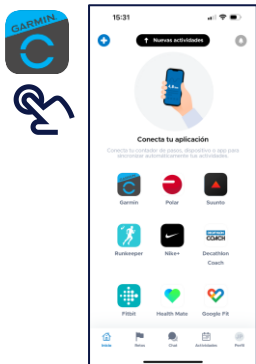 GARMIN.
15:31
Nuevas actividades
Conecta tu aplicación
Conecta tu contador de pasos, dispositivo o app para
sincronizar automáticamente tus actividades.
Garmin
Polar
Suunto
DECATHLON
COACH
Runkeeper
Nike+
Decathlon
Coach
Fitbit
Health Mate
Google Fit
Inicio
Retos
Chat
Actividades
Perfil